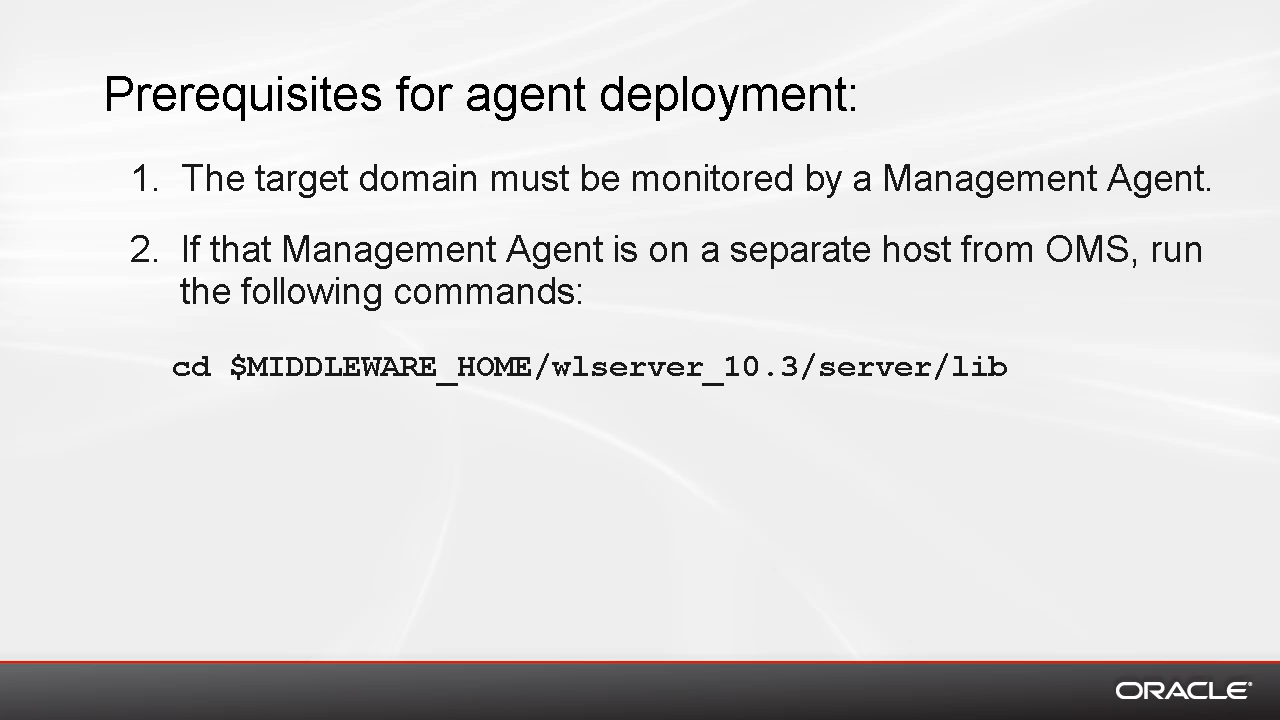 Prerequisites for agent deployment:
1. The target domain must be monitored by a Management Agent.
2. If that Management Agent is on a separate host from OMS, run
the following commands:
cd $MIDDLEWARE_HOME/wlserver_10.3/server/lib
ORACLE